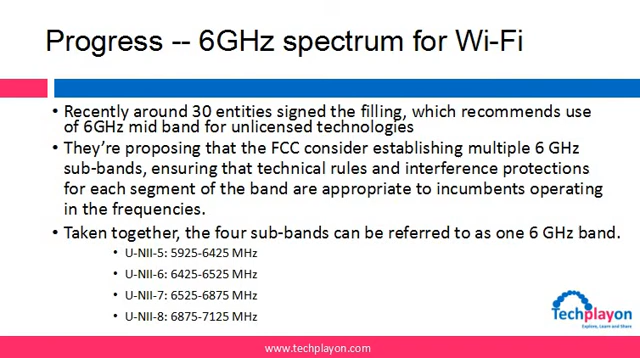 Progress -- 6GHz spectrum for Wi-Fi
• Recently around 30 entities signed the filling, which recommends use
of 6GHz mid band for unlicensed technologies
• They're proposing that the FCC consider establishing multiple 6 GHz
sub-bands, ensuring that technical rules and interference protections
for each segment of the band are appropriate to incumbents operating
in the frequencies.
• Taken together, the four sub-bands can be referred to as one 6 GHz band.
• U-NII-5: 5925-6425 MHz
• U-NII-6: 6425-6525 MHz
• U-NII-7: 6525-6875 MHz
• U-NII-8: 6875-7125 MHz
Techplayon
Explore, Learn and Share
www.techplayon.com